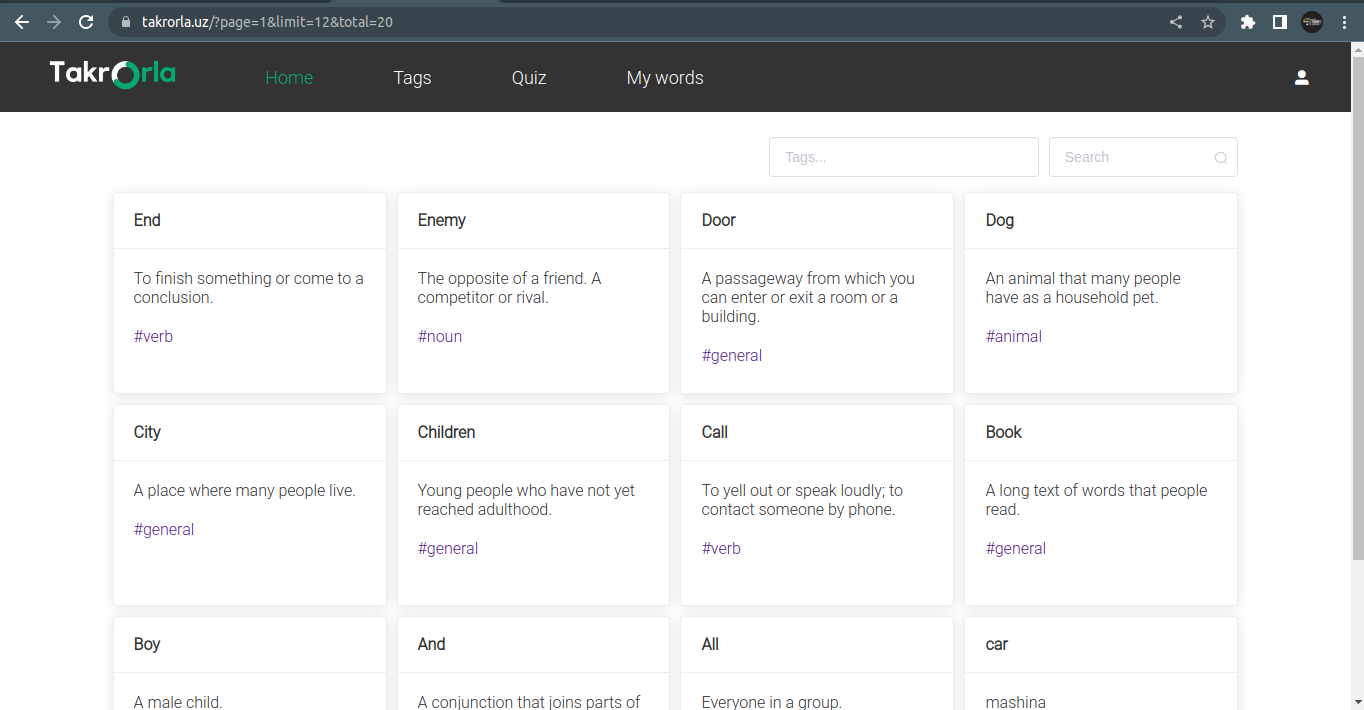 takrorla.uz/?page=1&limit=12&total=20
TakrOrla
Home
Tags
Quiz
My words
Tags...
Search
End
To finish something or come to a
conclusion.
#verb
Enemy
The opposite of a friend. A
competitor or rival.
#noun
Door
A passageway from which you
can enter or exit a room or a
building.
#general
Dog
An animal that many people
have as a household pet.
#animal
City
A place where many people live.
#general
Children
Young people who have not yet
reached adulthood.
#general
Call
To yell out or speak loudly; to
contact someone by phone.
#verb
Book
A long text of words that people
read.
#general
Boy
A male child.
And
A conjunction that joins parts of
All
Everyone in a group.
car
mashina